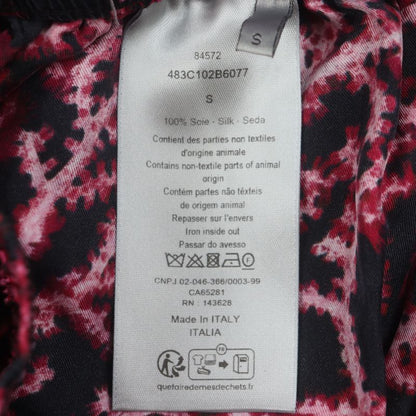 S
84572
483C102B6077
S
100% Soie - Silk - Seda
Contient des parties non textiles
d'origine animale
Contains non-textile parts of animal
origin
Contém partes não têxteis
de origem animal
Repasser sur l'envers
Iron inside out
Passar do avesso
CNPJ 02-046-366/0003-99
CA65281
RN : 143628
Made In ITALY
ITALIA
FR
quefairedemesdechets.fr